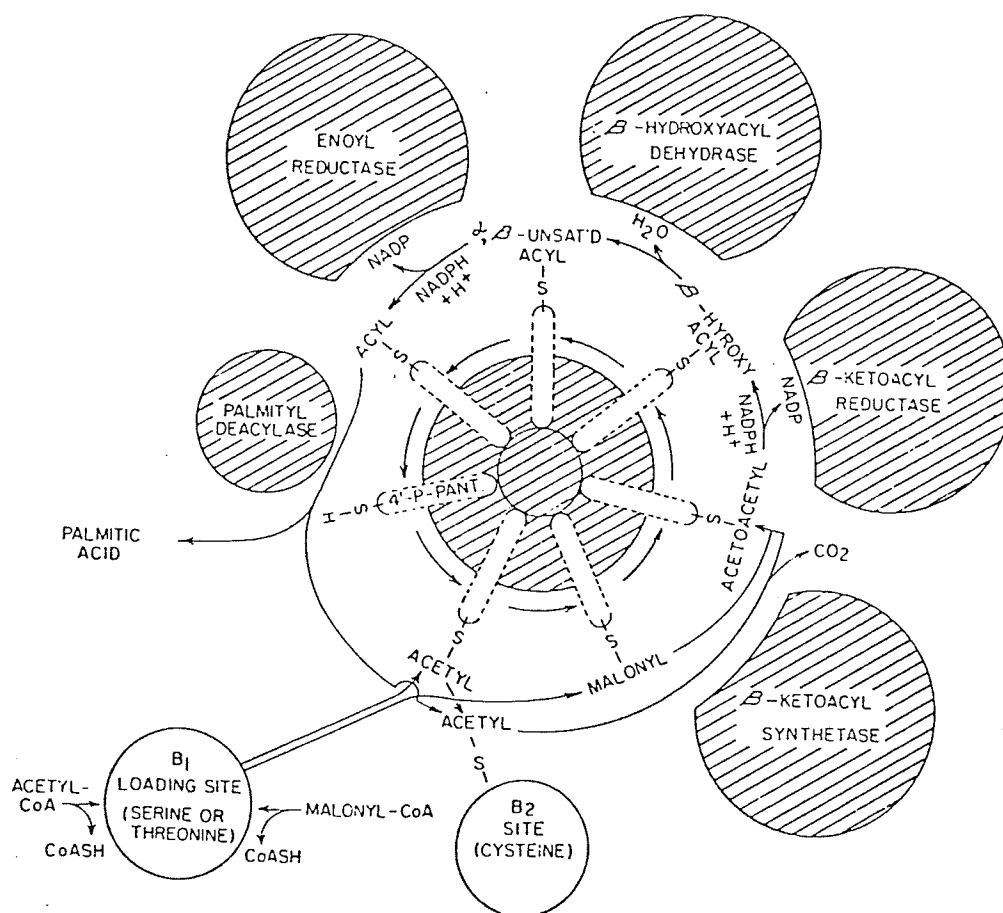 ENOYL
REDUCTASE
β-HYDROXYACYL
DEHYDRASE
H₂O
α,β-UNSAT'D
ACYL
S
NADP
NADPH
+H⁺
ACYL
S
β-HYDROXY
ACYL
S
NADPH
+H⁺
NADP
β-KETOACYL
REDUCTASE
PALMITYL
DEACYLASE
H-S
4'-P-PANT.
S
ACETOACETYL
PALMITIC
ACID
CO₂
S
ACETYL
S
MALONYL
ACETYL
β-KETOACYL
SYNTHETASE
S
B₁
LOADING SITE
(SERINE OR
THREONINE)
ACETYL-
CoA
CoASH
MALONYL-CoA
CoASH
B₂
SITE
(CYSTEINE)